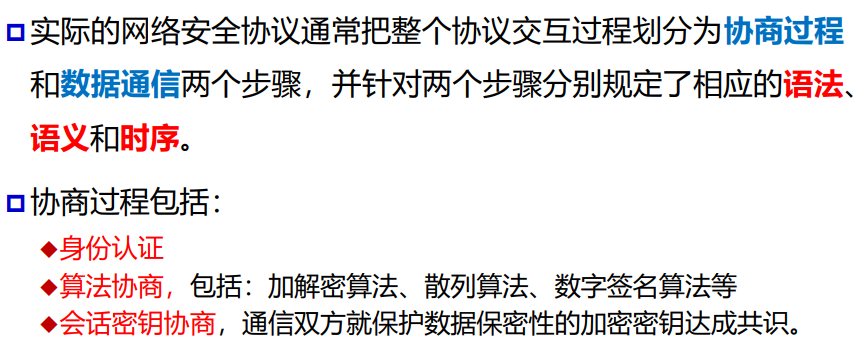 实际的网络安全协议通常把整个协议交互过程划分为协商过程
和数据通信两个步骤，并针对两个步骤分别规定了相应的语法、
语义和时序。
协商过程包括：
身份认证
算法协商，包括：加解密算法、散列算法、数字签名算法等
会话密钥协商，通信双方就保护数据保密性的加密密钥达成共识。